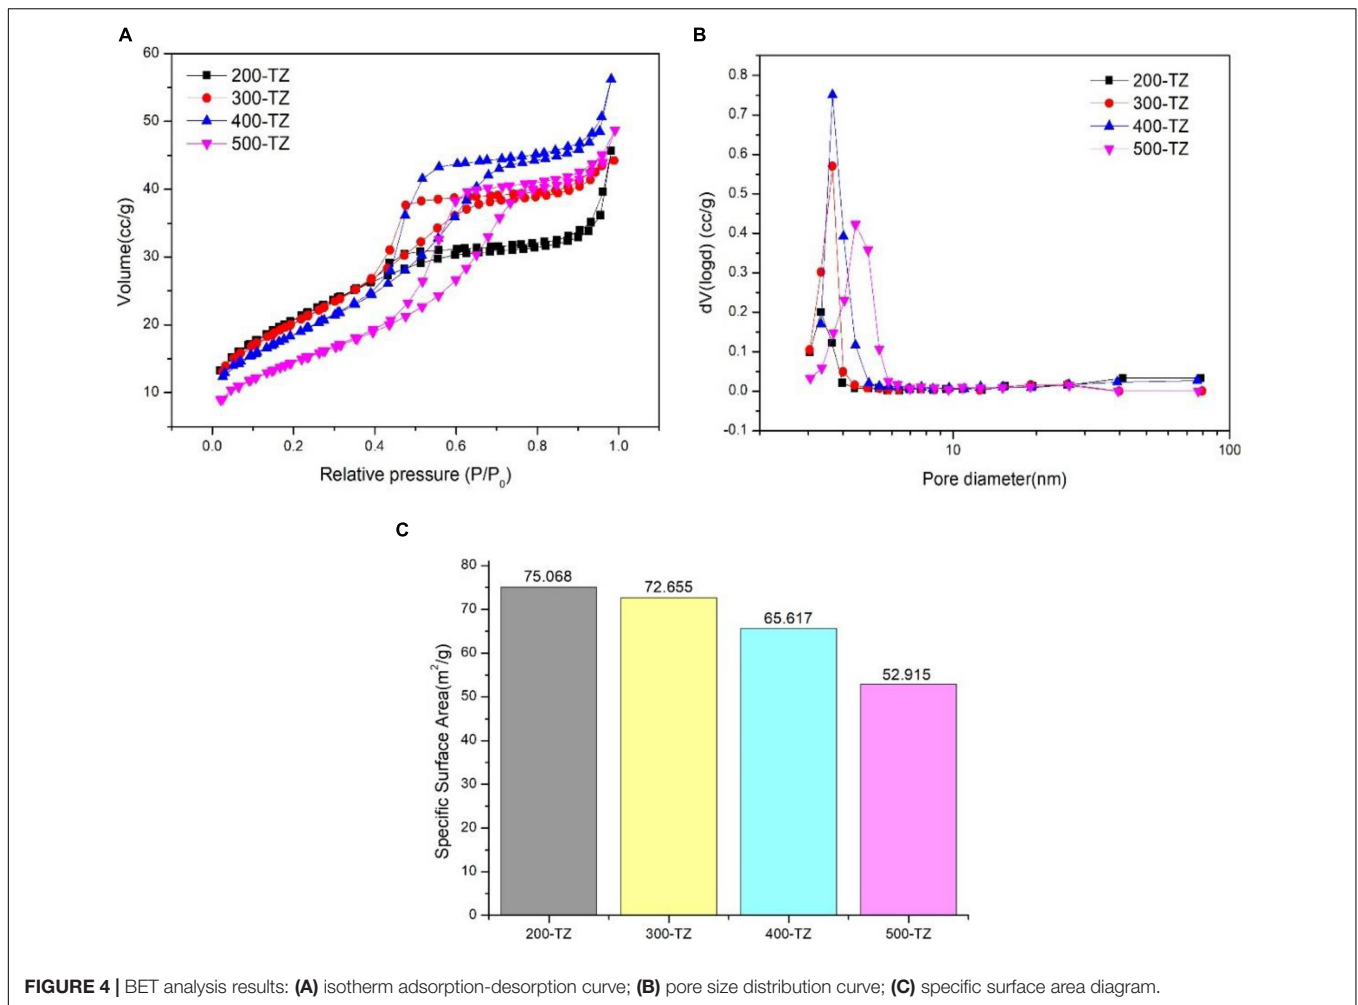 A
60
50
40
30
20
10
Volume(cc/g)
200-TZ
300-TZ
400-TZ
500-TZ
0.0 0.2 0.4 0.6 0.8 1.0
Relative pressure (P/P₀)
B
0.8
0.7
0.6
0.5
0.4
0.3
0.2
0.1
0.0
-0.1
dV(logd) (cc/g)
200-TZ
300-TZ
400-TZ
500-TZ
10 100
Pore diameter(nm)
C
80
70
60
50
40
30
20
10
0
Specific Surface Area(m²/g)
75.068
72.655
65.617
52.915
200-TZ 300-TZ 400-TZ 500-TZ
FIGURE 4 | BET analysis results: (A) isotherm adsorption-desorption curve; (B) pore size distribution curve; (C) specific surface area diagram.